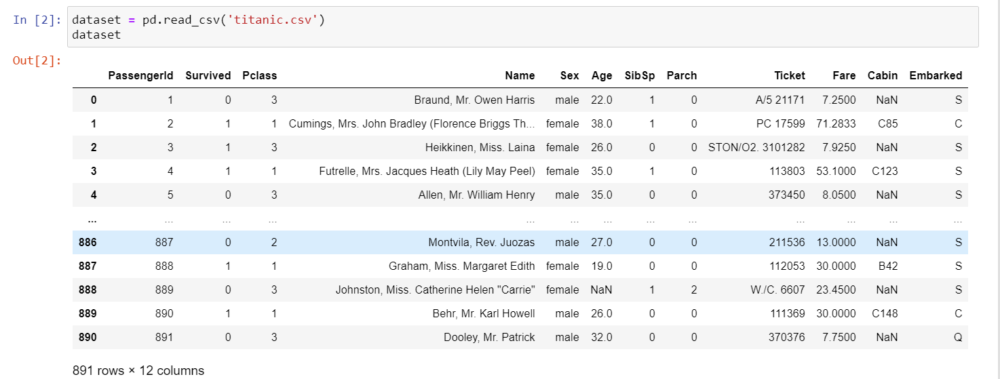 In [2]: dataset = pd.read_csv('titanic.csv')
dataset
Out[2]:
PassengerId Survived Pclass Name Sex Age SibSp Parch Ticket Fare Cabin Embarked
0 1 0 3 Braund, Mr. Owen Harris male 22.0 1 0 A/5 21171 7.2500 NaN S
1 2 1 1 Cumings, Mrs. John Bradley (Florence Briggs Th... female 38.0 1 0 PC 17599 71.2833 C85 C
2 3 1 3 Heikkinen, Miss. Laina female 26.0 0 0 STON/O2. 3101282 7.9250 NaN S
3 4 1 1 Futrelle, Mrs. Jacques Heath (Lily May Peel) female 35.0 1 0 113803 53.1000 C123 S
4 5 0 3 Allen, Mr. William Henry male 35.0 0 0 373450 8.0500 NaN S
... ... ... ... ... ... ... ... ... ... ... ... ...
886 887 0 2 Montvila, Rev. Juozas male 27.0 0 0 211536 13.0000 NaN S
887 888 1 1 Graham, Miss. Margaret Edith female 19.0 0 0 112053 30.0000 B42 S
888 889 0 3 Johnston, Miss. Catherine Helen "Carrie" female NaN 1 2 W./C. 6607 23.4500 NaN S
889 890 1 1 Behr, Mr. Karl Howell male 26.0 0 0 111369 30.0000 C148 C
890 891 0 3 Dooley, Mr. Patrick male 32.0 0 0 370376 7.7500 NaN Q
891 rows × 12 columns